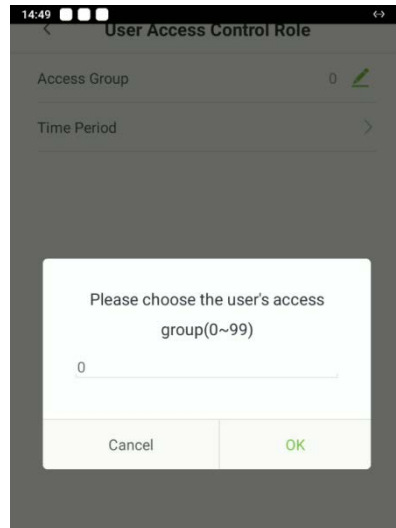 14:49
User Access Control Role
Access Group 0
Time Period
Please choose the user's access
group(0~99)
0
Cancel OK